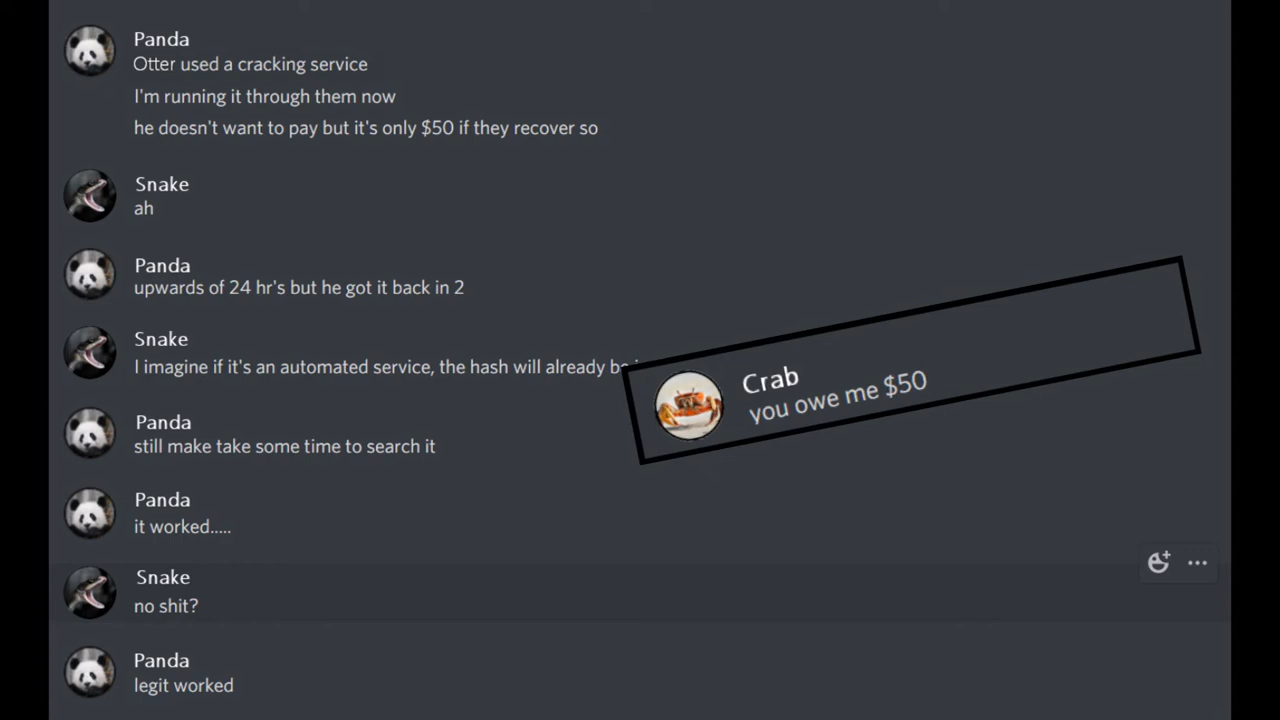 Panda
Otter used a cracking service
I'm running it through them now
he doesn't want to pay but it's only $50 if they recover so
Snake
ah
Panda
upwards of 24 hr's but he got it back in 2
Snake
I imagine if it's an automated service, the hash will already be
Crab
you owe me $50
Panda
still make take some time to search it
Panda
it worked.....
Snake
no shit?
Panda
legit worked